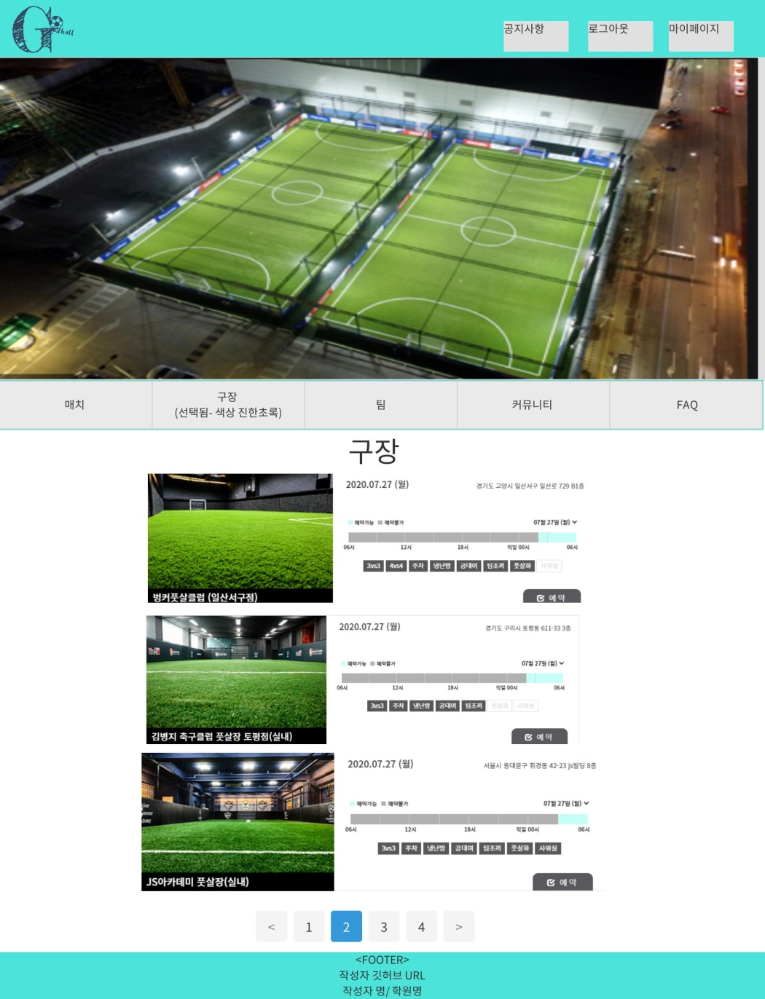 G dball
공지사항
로그아웃
마이페이지
매치
구장
(선택됨- 색상 진한초록)
팀
커뮤니티
FAQ
구장
2020.07.27 (월)
경기도 고양시 일산서구 일산로 729 B1층
예약가능 예약불가
07월 27일 (월)
06시 12시 18시 익일 00시 06시
3vs3 4vs4 주차 냉난방 공대여 팀조끼 풋살화 샤워실
벙커풋살클럽 (일산서구점)
예약
2020.07.27 (월)
경기도 구리시 토평동 611-33 3층
예약가능 예약불가
07월 27일 (월)
06시 12시 18시 익일 00시 06시
3vs3 주차 냉난방 공대여 팀조끼 풋살화 샤워실
김병지 축구클럽 풋살장 토평점(실내)
예약
2020.07.27 (월)
서울시 동대문구 휘경동 42-23 js빌딩 8층
예약가능 예약불가
07월 27일 (월)
06시 12시 18시 익일 00시 06시
3vs3 주차 냉난방 공대여 팀조끼 풋살화 샤워실
JS아카데미 풋살장(실내)
예약
< 1 2 3 4 >
<FOOTER>
작성자 깃허브 URL
작성자 명/ 학원명